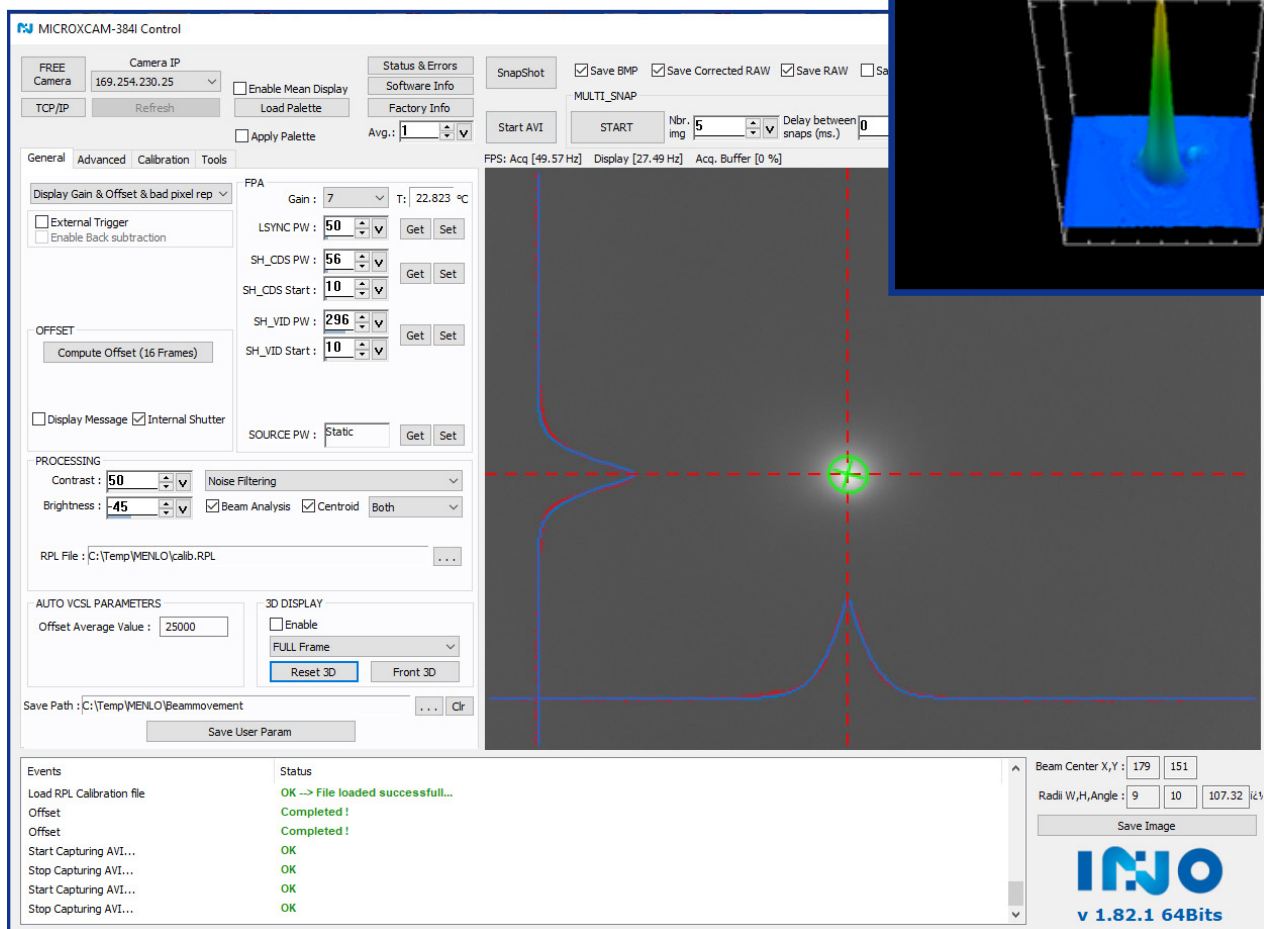 MICROXCAM-384I Control
FREE Camera
Camera IP
169.254.230.25
TCP/IP
Refresh
Enable Mean Display
Load Palette
Apply Palette
Status & Errors
Software Info
Factory Info
Avg.: 1
SnapShot
Save BMP
Save Corrected RAW
Save RAW
Sa
MULTI_SNAP
Start AVI
START
Nbr. img 5
Delay between snaps (ms.) 0
General
Advanced
Calibration
Tools
FPS: Acq [49.57 Hz] Display [27.49 Hz] Acq. Buffer [0 %]
Display Gain & Offset & bad pixel rep
External Trigger
Enable Back subtraction
FPA
Gain : 7
T: 22.823 ºC
LSYNC PW : 50 Get Set
SH_CDS PW : 56
Get Set
SH_CDS Start : 10
SH_VID PW : 296
Get Set
SH_VID Start : 10
SOURCE PW : Static Get Set
OFFSET
Compute Offset (16 Frames)
Display Message
Internal Shutter
PROCESSING
Contrast : 50
Noise Filtering
Brightness : -45
Beam Analysis
Centroid
Both
RPL File : C:\Temp\MENLO\calib.RPL ...
AUTO VCSL PARAMETERS
Offset Average Value : 25000
3D DISPLAY
Enable
FULL Frame
Reset 3D
Front 3D
Save Path : C:\Temp\MENLO\Beammovement ... Clr
Save User Param
Events Status
Load RPL Calibration file OK --> File loaded successfull...
Offset Completed !
Offset Completed !
Start Capturing AVI... OK
Stop Capturing AVI... OK
Start Capturing AVI... OK
Stop Capturing AVI... OK
Beam Center X,Y : 179 151
Radii W,H,Angle : 9 10 107.32 ï¿½
Save Image
INO
v 1.82.1 64Bits